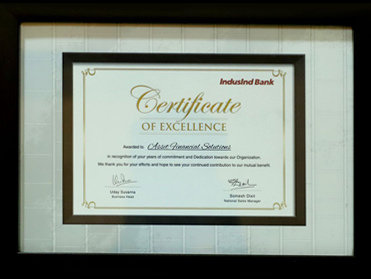 IndusInd Bank
Certificate
OF EXCELLENCE
Awarded to Asset Financial Solutions
In recognition of your years of commitment and Dedication towards our Organization.
We thank you for your efforts and hope to see your continued contribution to our mutual benefit.
Uday Suvarna
Business Head
Somesh Dixit
National Sales Manager